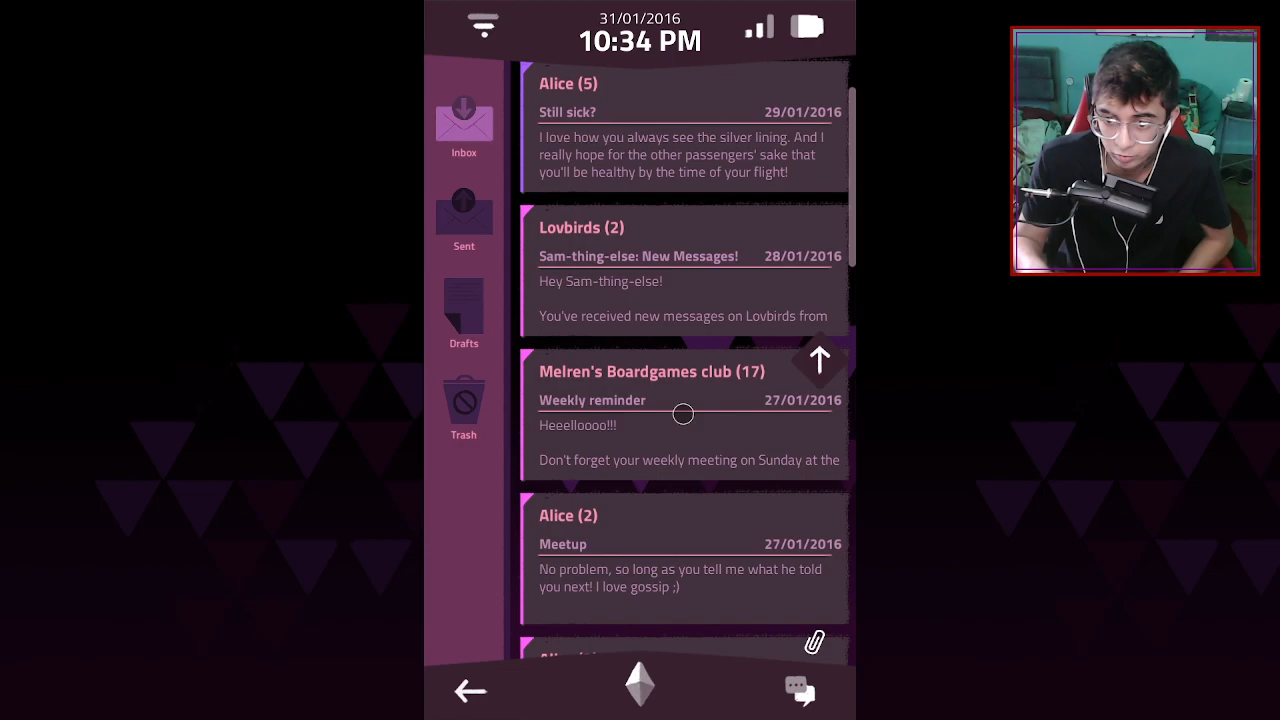 31/01/2016
10:34 PM
Inbox
Sent
Drafts
Trash
Alice (5)
Still sick? 29/01/2016
I love how you always see the silver lining. And I
really hope for the other passengers' sake that
you'll be healthy by the time of your flight!
Lovbirds (2)
Sam-thing-else: New Messages! 28/01/2016
Hey Sam-thing-else!
You've received new messages on Lovbirds from
Melren's Boardgames club (17)
Weekly reminder 27/01/2016
Heeelloooo!!!
Don't forget your weekly meeting on Sunday at the
Alice (2)
Meetup 27/01/2016
No problem, so long as you tell me what he told
you next! I love gossip ;)